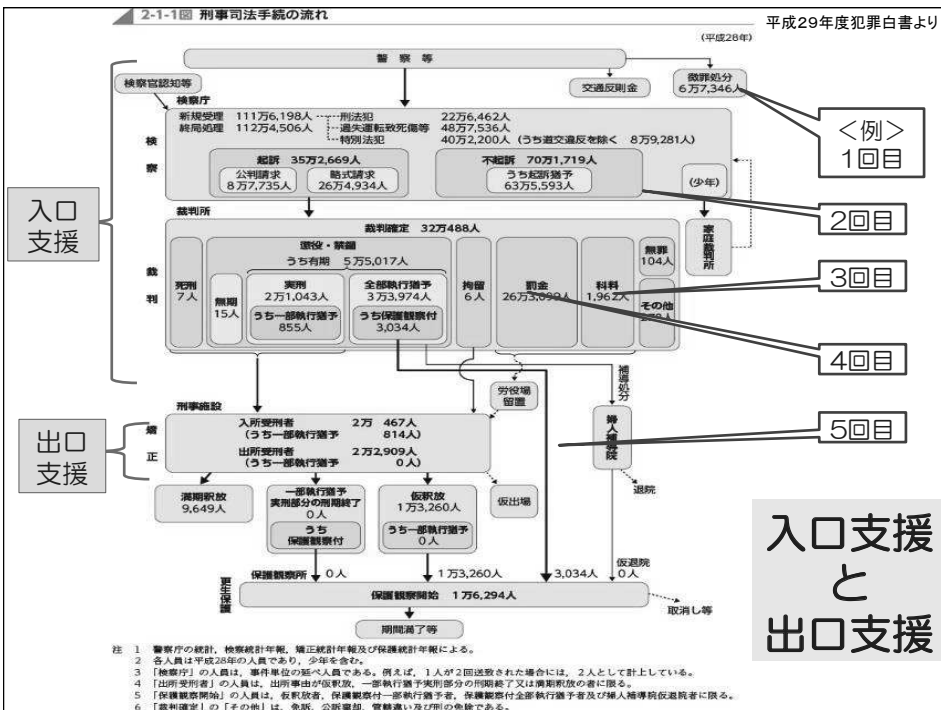 2-1-1図 刑事司法手続の流れ
平成29年度犯罪白書より
(平成28年)
警察等
検察官認知等
交通反則金
微罪処分
6万7,346人
検察庁
新規受理 111万6,198人 刑法犯 22万6,462人
終局処理 112万4,506人 過失運転致死傷等 48万7,536人
特別法犯 40万2,200人 (うち道交違反を除く 8万9,281人)
検察
起訴 35万2,669人
公判請求
8万7,735人
略式請求
26万4,934人
不起訴 70万1,719人
うち起訴猶予
63万5,593人
(少年)
家庭裁判所
裁判所
裁判
裁判確定 32万488人
懲役・禁錮
うち有期 5万5,017人
死刑
7人
無期
15人
実刑
2万1,043人
うち一部執行猶予
855人
全部執行猶予
3万3,974人
うち保護観察付
3,034人
拘留
6人
罰金
科料
1,962人
無罪
104人
その他
補導処分
労役場
留置
婦人補導院
退院
刑事施設
矯正
入所受刑者 2万 467人
(うち一部執行猶予 814人)
出所受刑者 2万2,909人
(うち一部執行猶予 0人)
満期釈放
9,649人
一部執行猶予
実刑部分の刑期終了
0人
うち
保護観察付
仮釈放
1万3,260人
うち一部執行猶予
0人
仮出場
仮退院
0人
保護観察所 0人 1万3,260人 3,034人
更生保護
保護観察開始 1万6,294人
取消し等
期間満了等
入口
支援
出口
支援
<例>
1回目
2回目
3回目
4回目
5回目
入口支援
と
出口支援
注 1 警察庁の統計，検察統計年報，矯正統計年報及び保護統計年報による。
2 各人員は平成28年の人員であり，少年を含む。
3 「検察庁」の人員は，事件単位の延べ人員である。例えば，1人が2回送致された場合には，2人として計上している。
4 「出所受刑者」の人員は，出所事由が仮釈放，一部執行猶予実刑部分の刑期終了又は満期釈放の者に限る。
5 「保護観察開始」の人員は，仮釈放者，保護観察付一部執行猶予者，保護観察付全部執行猶予者及び婦人補導院仮退院者に限る。
6 「裁判確定」の「その他」は，免訴，公訴棄却，管轄違い及び刑の免除である。